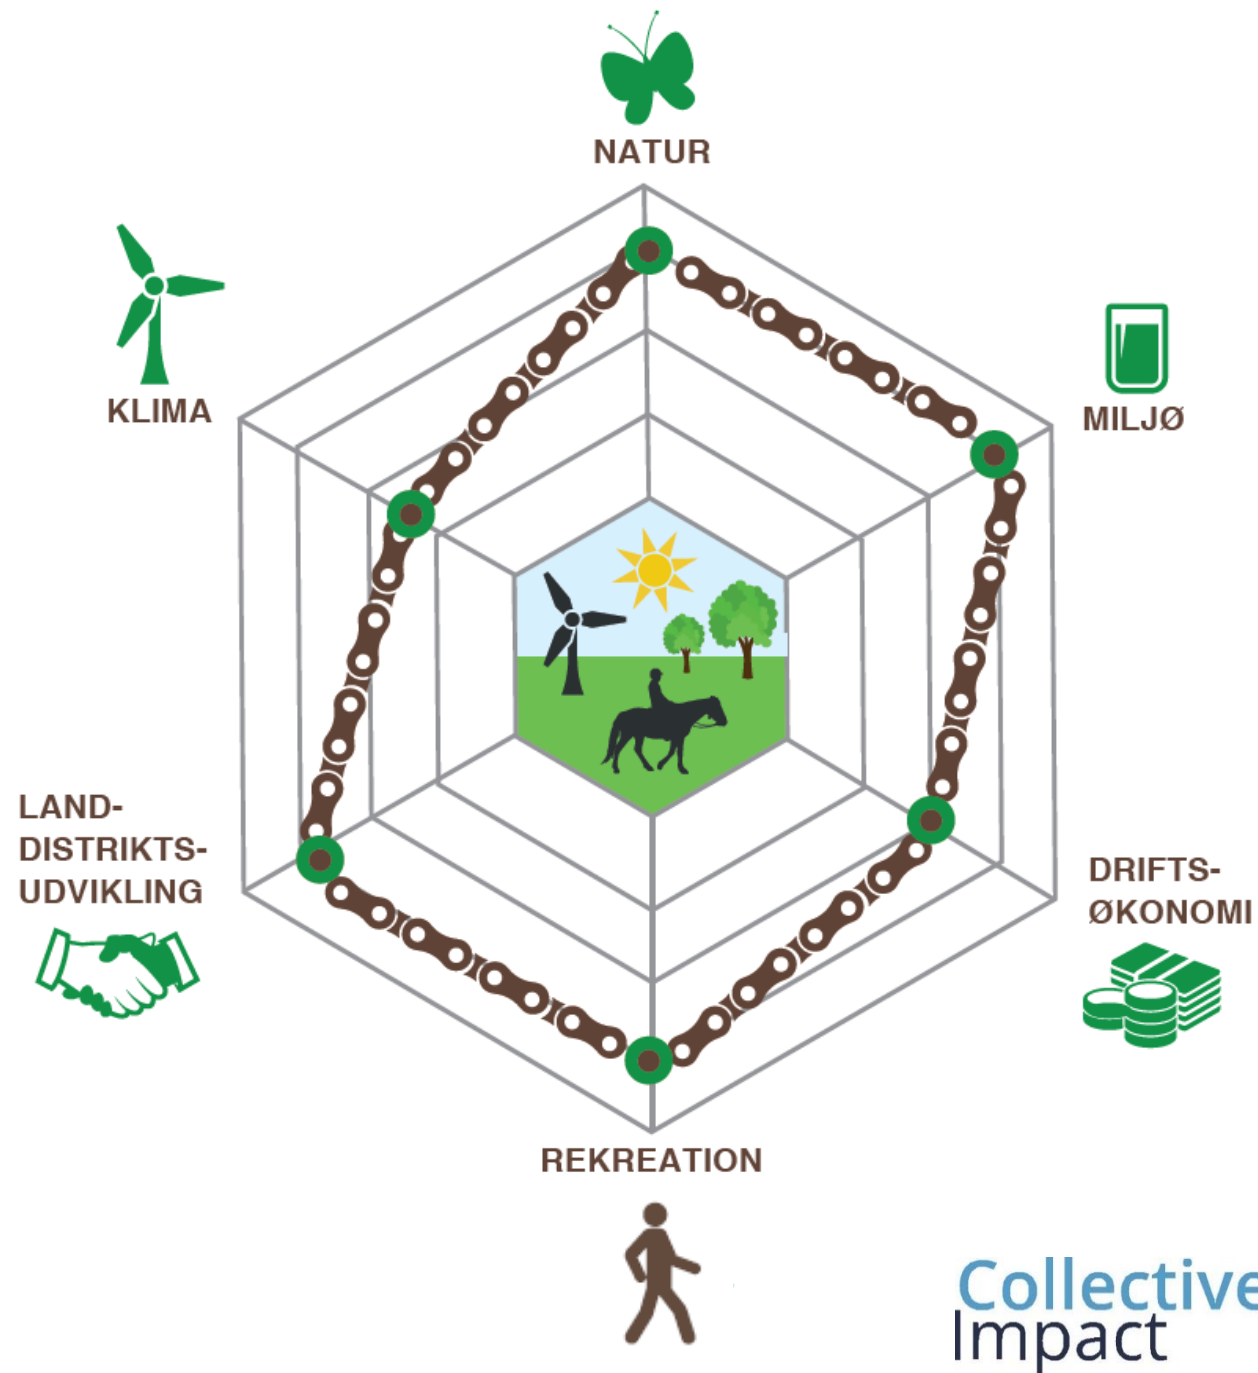 NATUR
KLIMA
MILJØ
LAND-
DISTRIKTS-
UDVIKLING
DRIFTS-
ØKONOMI
REKREATION
Collective
Impact